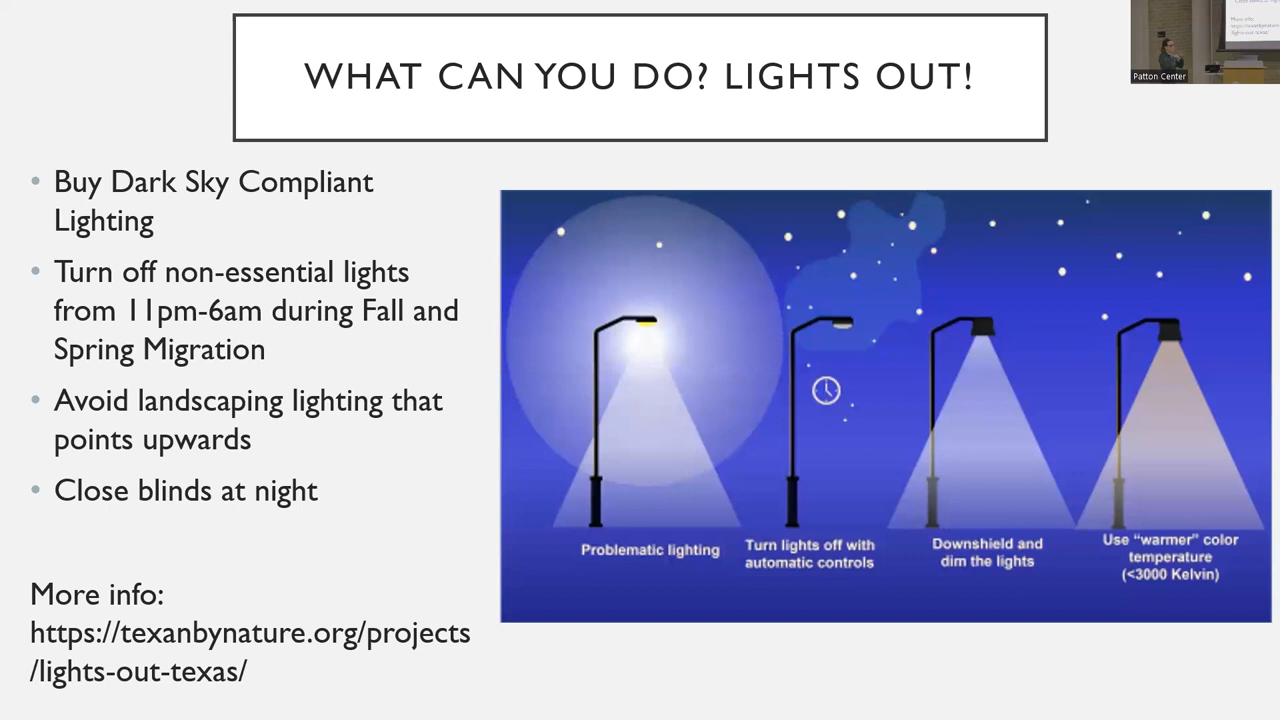 WHAT CAN YOU DO? LIGHTS OUT!
Patton Center
More info:
• Buy Dark Sky Compliant
Lighting
• Turn off non-essential lights
from 11pm-6am during Fall and
Spring Migration
• Avoid landscaping lighting that
points upwards
• Close blinds at night
More info:
https://texanbynature.org/projects
/lights-out-texas/
Problematic lighting
Turn lights off with
automatic controls
Downshield and
dim the lights
Use “warmer” color
temperature
(<3000 Kelvin)